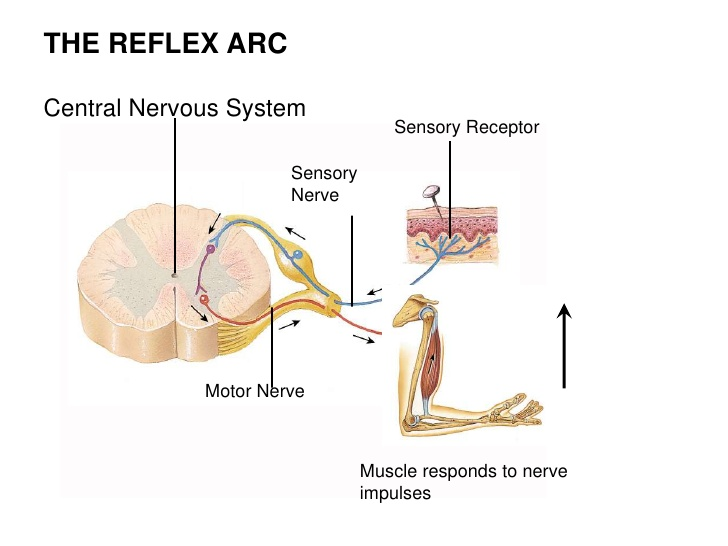 THE REFLEX ARC
Central Nervous System
Sensory Receptor
Sensory
Nerve
Motor Nerve
Muscle responds to nerve
impulses